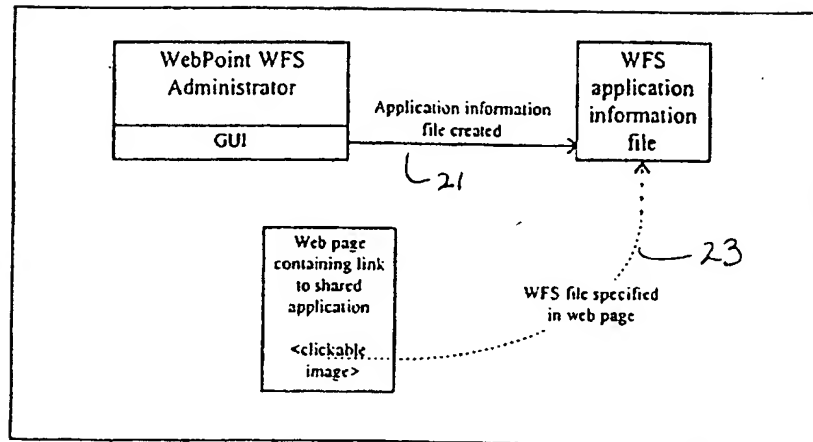 WebPoint WFS
Administrator
GUI
Application information
file created
21
WFS
application
information
file
Web page
containing link
to shared
application
<clickable
image>
23
WFS file specified
in web page